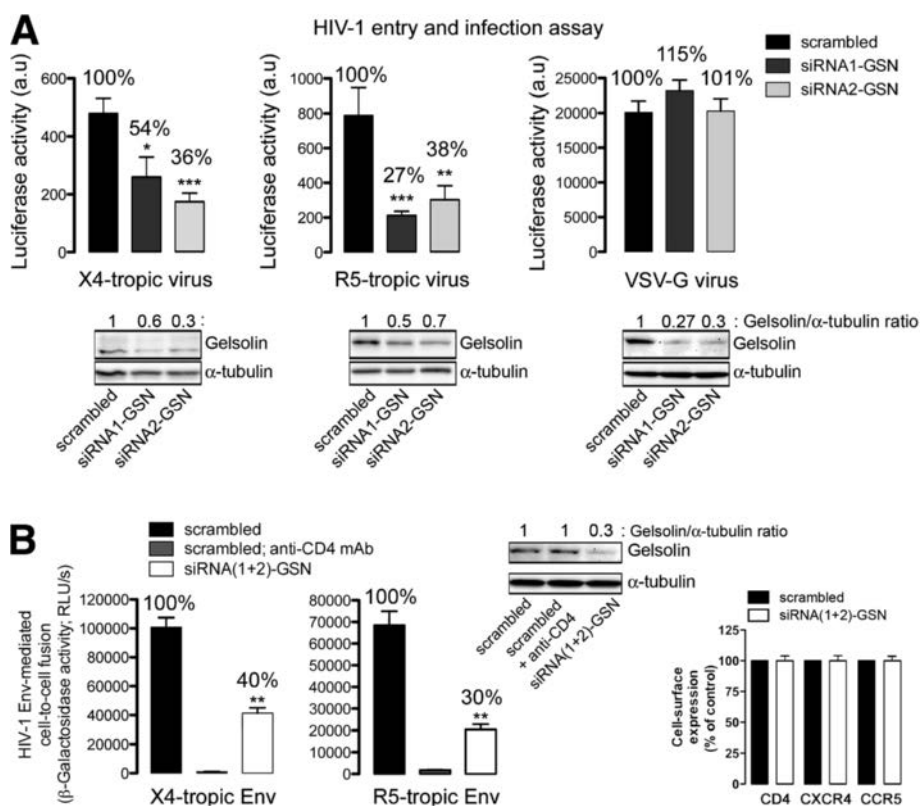 A
HIV-1 entry and infection assay
scrambled
siRNA1-GSN
siRNA2-GSN
Luciferase activity (a.u)
600
400
200
0
100%
54%
*
36%
***
X4-tropic virus
Luciferase activity (a.u)
1000
800
600
400
200
0
100%
27%
***
38%
**
R5-tropic virus
Luciferase activity (a.u)
25000
20000
15000
10000
5000
0
100%
115%
101%
VSV-G virus
1 0.6 0.3 :
Gelsolin
α-tubulin
scrambled
siRNA1-GSN
siRNA2-GSN
1 0.5 0.7
Gelsolin
α-tubulin
scrambled
siRNA1-GSN
siRNA2-GSN
1 0.27 0.3 : Gelsolin/α-tubulin ratio
Gelsolin
α-tubulin
scrambled
siRNA1-GSN
siRNA2-GSN
B
scrambled
scrambled; anti-CD4 mAb
siRNA(1+2)-GSN
HIV-1 Env-mediated
cell-to-cell fusion
(β-Galactosidase activity; RLU/s)
120000
100000
80000
60000
40000
20000
0
100%
40%
**
X4-tropic Env
80000
70000
60000
50000
40000
30000
20000
10000
0
100%
30%
**
R5-tropic Env
1 1 0.3 : Gelsolin/α-tubulin ratio
Gelsolin
α-tubulin
scrambled
scrambled
+ anti-CD4
siRNA(1+2)-GSN
scrambled
siRNA(1+2)-GSN
Cell-surface
expression
(% of control)
125
100
75
50
25
0
CD4 CXCR4 CCR5